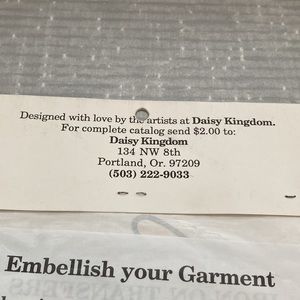 Designed with love by the artists at Daisy Kingdom.
For complete catalog send $2.00 to:
Daisy Kingdom
134 NW 8th
Portland, Or. 97209
(503) 222-9033
Embellish your Garment